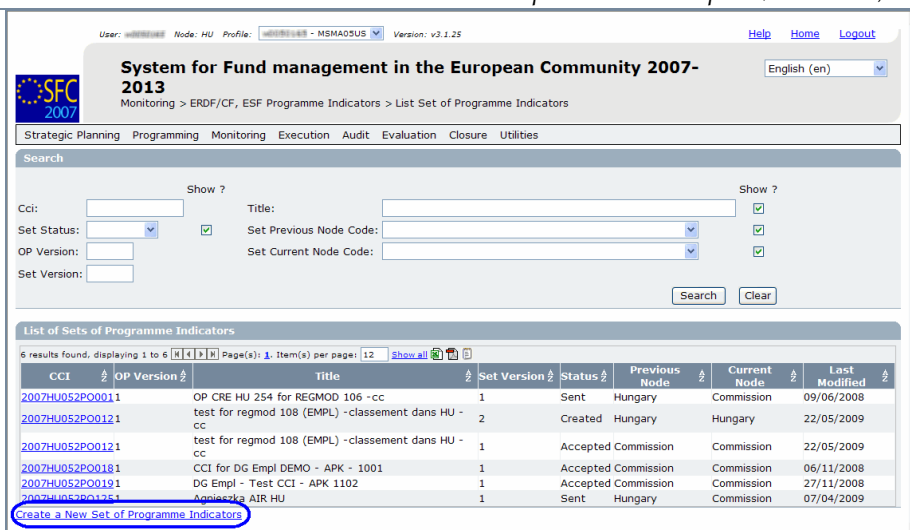 User: Node: HU Profile: - MSMA05US Version: v3.1.25 Help Home Logout
System for Fund management in the European Community 2007-
2013
English (en)
SFC
2007
Monitoring > ERDF/CF, ESF Programme Indicators > List Set of Programme Indicators
Strategic Planning Programming Monitoring Execution Audit Evaluation Closure Utilities
Search
Show ? Show ?
Cci: Title:
Set Status: Set Previous Node Code:
OP Version: Set Current Node Code:
Set Version:
Search Clear
List of Sets of Programme Indicators
6 results found, displaying 1 to 6 Page(s): 1. Item(s) per page: 12 Show all
CCI OP Version Title Set Version Status Previous Node Current Node Last Modified
2007HU052PO001 1 OP CRE HU 254 for REGMOD 106 -cc 1 Sent Hungary Commission 09/06/2008
2007HU052PO012 1 test for regmod 108 (EMPL) -classement dans HU - cc 2 Created Hungary Hungary 22/05/2009
2007HU052PO012 1 test for regmod 108 (EMPL) -classement dans HU - cc 1 Accepted Commission Commission 22/05/2009
2007HU052PO018 1 CCI for DG Empl DEMO - APK - 1001 1 Accepted Commission Commission 06/11/2008
2007HU052PO019 1 DG Empl - Test CCI - APK 1102 1 Accepted Commission Commission 27/11/2008
2007HU052PO125 1 Agnieszka AIR HU 1 Sent Hungary Commission 07/04/2009
Create a New Set of Programme Indicators